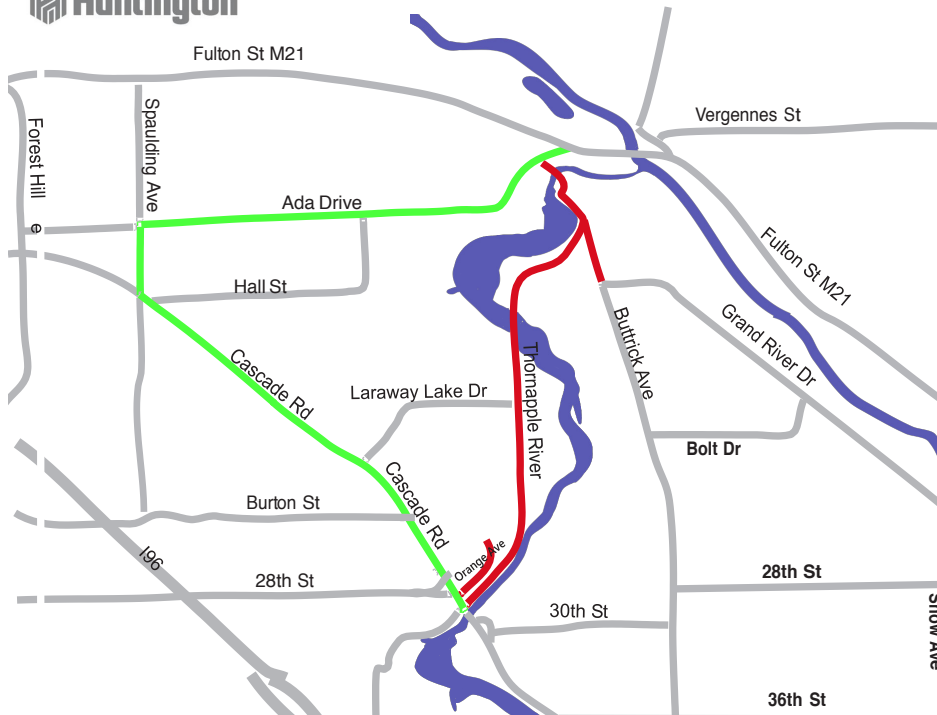 Huntington
Fulton St M21
Vergennes St
Spaulding Ave
Forest Hill
e
Ada Drive
Fulton St M21
Hall St
Grand River Dr
Buttrick Ave
Cascade Rd
Thornapple River
Laraway Lake Dr
Bolt Dr
Cascade Rd
Burton St
I96
Orange Ave
28th St
28th St
30th St
Snow Ave
36th St